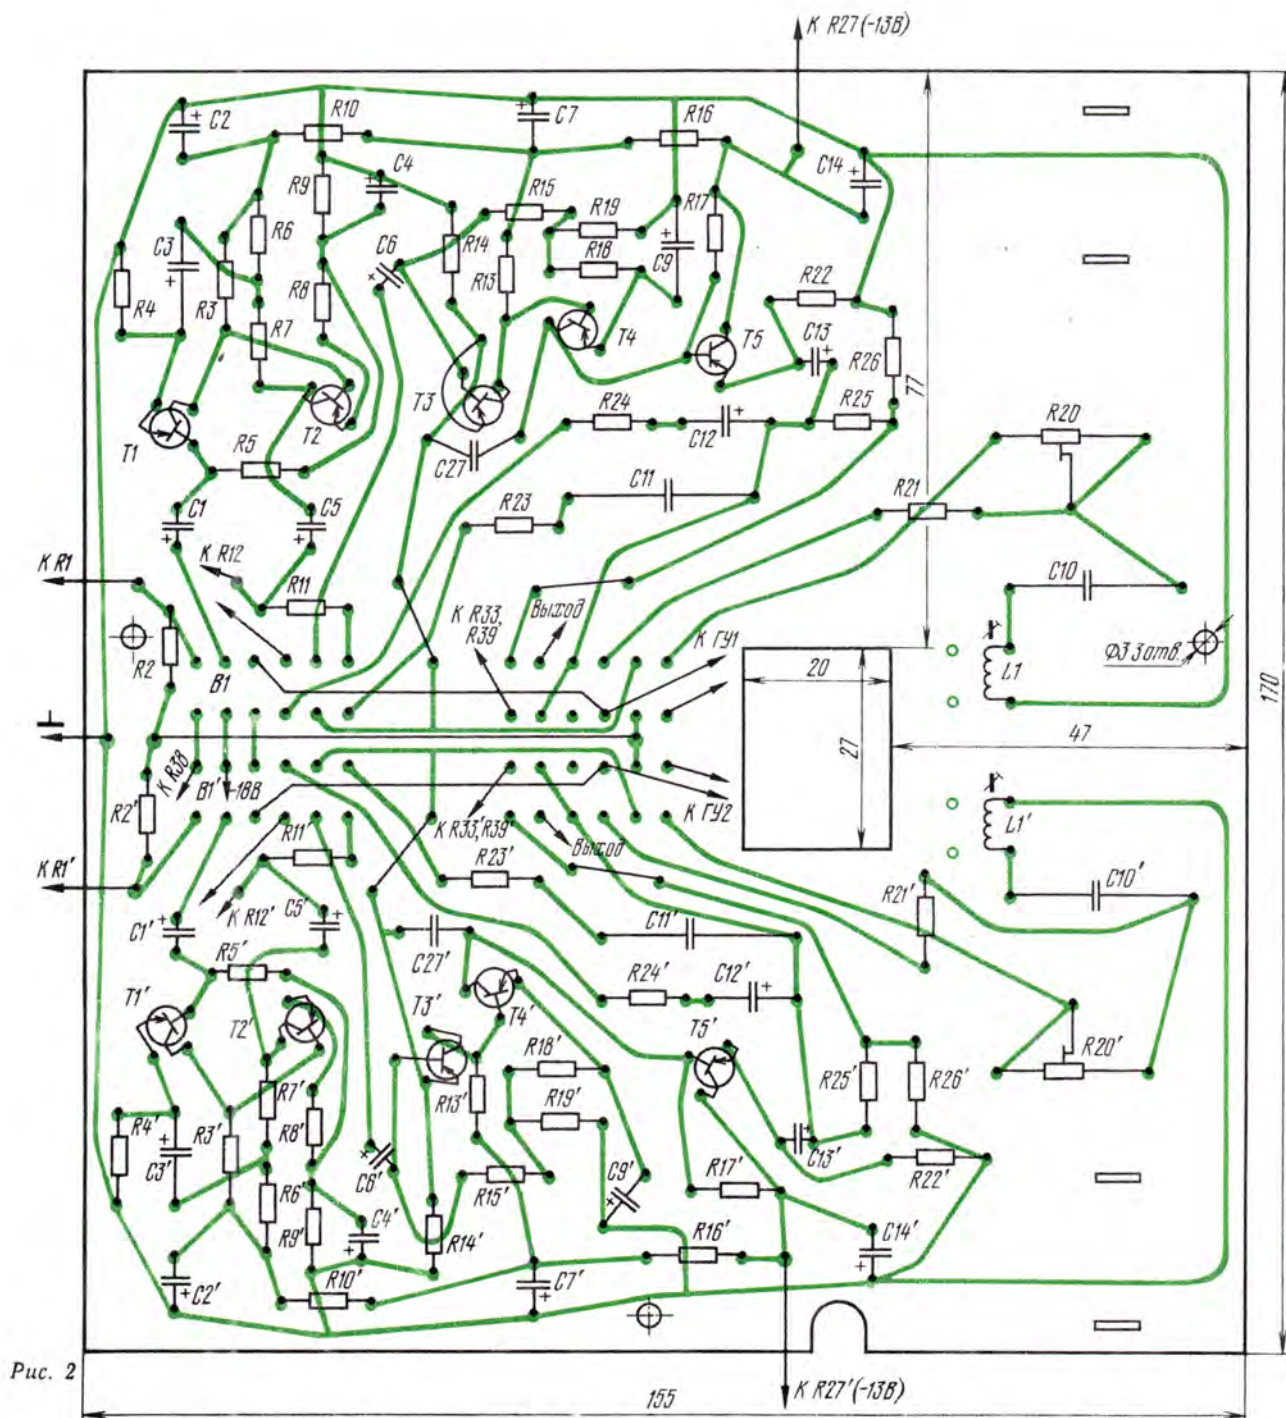 К R27 (-13В)
C2
R10
C7
R16
C14
R9
C4
R15
R19
R17
R6
C3
C6
R14
R18
C9
R4
R3
R8
R13
R22
R7
T4
T5
C13
R26
77
T1
T2
T3
R24
C12
R25
R20
R5
C27
C1
C5
R23
C11
R21
К R1
К R12
R11
К R33,
R39
Выход
C10
R2
B1
К ГУ1
20
L1
Ф3 3 отв.
170
27
47
К R38
B1'
-18В
R2'
R11'
К R33', R39'
К ГУ2
L1'
К R1'
R23'
Выход
R21'
C10'
К R12'
C5'
C1'
C11'
R5'
C27'
R24'
C12'
T1'
T2'
T3'
T4'
T5'
R18'
R20'
R7'
R13'
R25'
R26'
R4'
R3'
R8'
R19'
C3'
C6'
R15'
C9'
R17'
C13'
R22'
R6'
R9'
C4'
R14'
R16'
C14'
C2'
R10'
C7'
Рис. 2
155
К R27' (-13В)